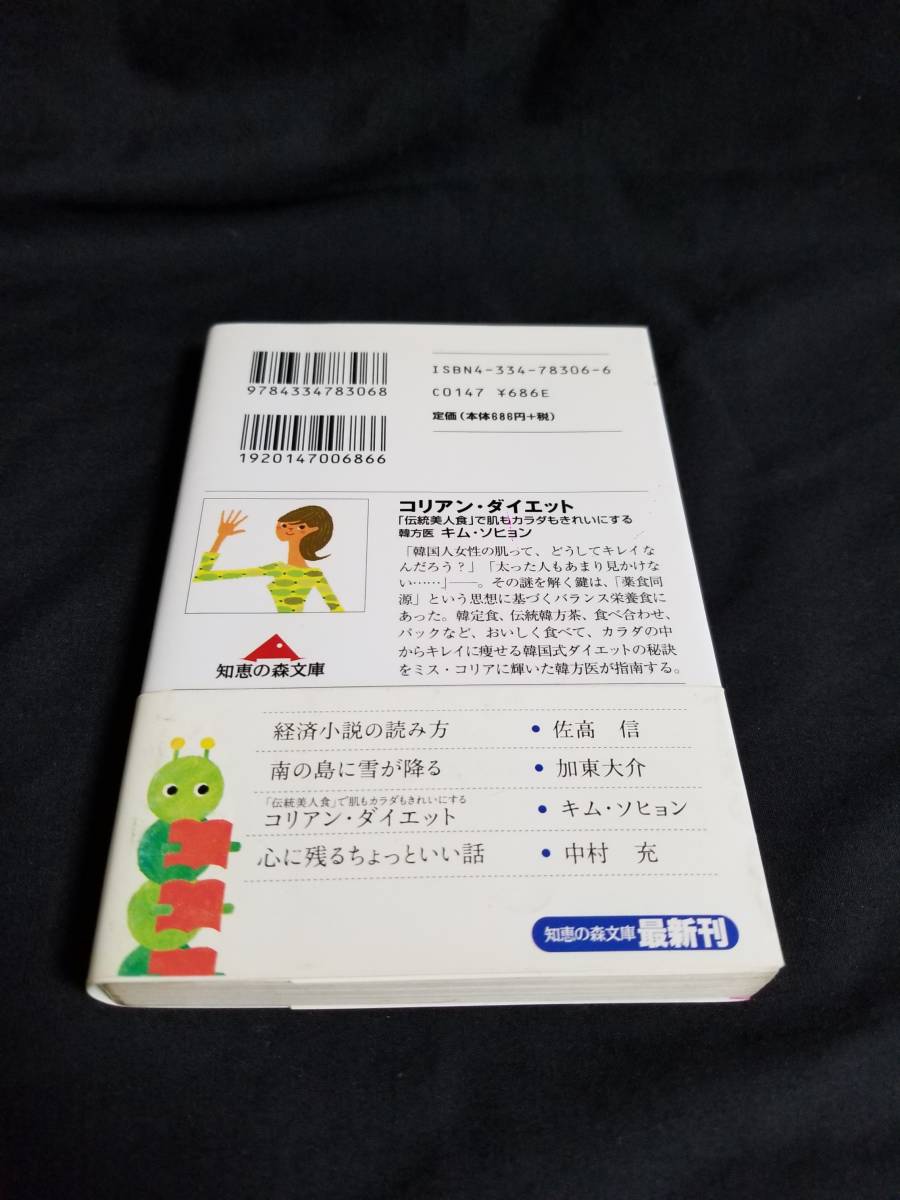 9784334783068
ISBN4-334-78306-6
C0147 ¥686E
定価(本体686円+税)
1920147006866
コリアン・ダイエット
「伝統美人食」で肌もカラダもきれいにする
韓方医 キム・ソヒョン
「韓国人女性の肌って、どうしてキレイな
んだろう?」「太った人もあまり見かけな
い……」――。その謎を解く鍵は、「薬食同
源」という思想に基づくバランス栄養食に
あった。韓定食、伝統韓方茶、食べ合わせ、
パックなど、おいしく食べて、カラダの中
からキレイに痩せる韓国式ダイエットの秘訣
をミス・コリアに輝いた韓方医が指南する。
知恵の森文庫
経済小説の読み方 ・佐高 信
南の島に雪が降る ・加東大介
「伝統美人食」で肌もカラダもきれいにする
コリアン・ダイエット ・キム・ソヒョン
心に残るちょっといい話 ・中村 充
知恵の森文庫 最新刊